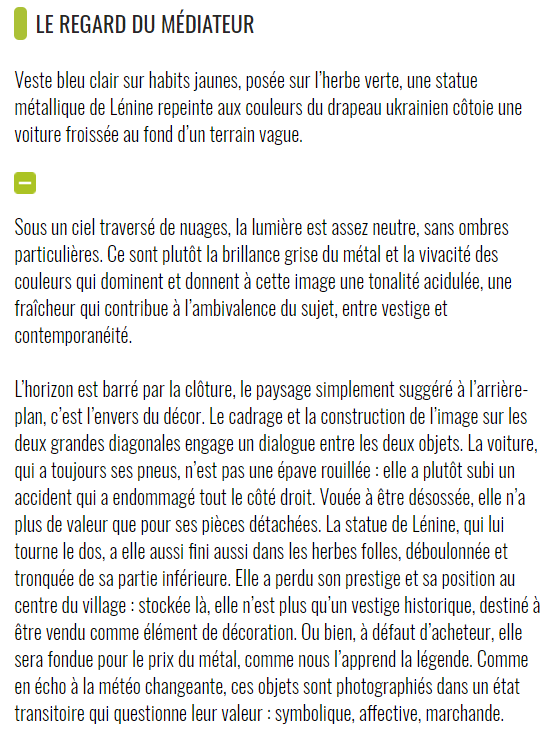 LE REGARD DU MÉDIATEUR
Veste bleu clair sur habits jaunes, posée sur l'herbe verte, une statue
métallique de Lénine repeinte aux couleurs du drapeau ukrainien côtoie une
voiture froissée au fond d'un terrain vague.
Sous un ciel traversé de nuages, la lumière est assez neutre, sans ombres
particulières. Ce sont plutôt la brillance grise du métal et la vivacité des
couleurs qui dominent et donnent à cette image une tonalité acidulée, une
fraîcheur qui contribue à l'ambivalence du sujet, entre vestige et
contemporanéité.
L'horizon est barré par la clôture, le paysage simplement suggéré à l'arrière-
plan, c'est l'envers du décor. Le cadrage et la construction de l'image sur les
deux grandes diagonales engage un dialogue entre les deux objets. La voiture,
qui a toujours ses pneus, n'est pas une épave rouillée : elle a plutôt subi un
accident qui a endommagé tout le côté droit. Vouée à être désossée, elle n'a
plus de valeur que pour ses pièces détachées. La statue de Lénine, qui lui
tourne le dos, a elle aussi fini aussi dans les herbes folles, déboulonnée et
tronquée de sa partie inférieure. Elle a perdu son prestige et sa position au
centre du village : stockée là, elle n'est plus qu'un vestige historique, destiné à
être vendu comme élément de décoration. Ou bien, à défaut d'acheteur, elle
sera fondue pour le prix du métal, comme nous l'apprend la légende. Comme
en écho à la météo changeante, ces objets sont photographiés dans un état
transitoire qui questionne leur valeur : symbolique, affective, marchande.